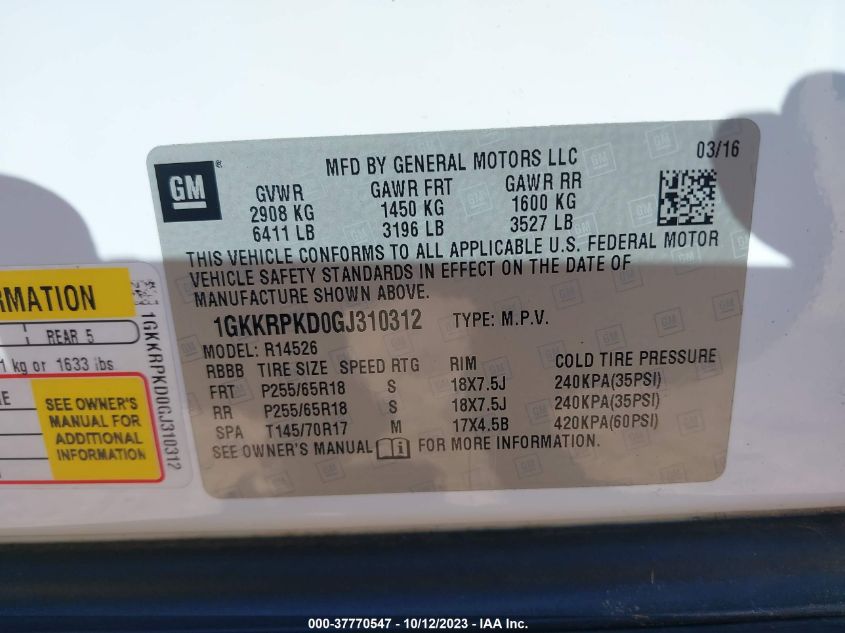 GM
MFD BY GENERAL MOTORS LLC
03/16
GVWR GAWR FRT GAWR RR
2908 KG 1450 KG 1600 KG
6411 LB 3196 LB 3527 LB
THIS VEHICLE CONFORMS TO ALL APPLICABLE U.S. FEDERAL MOTOR
VEHICLE SAFETY STANDARDS IN EFFECT ON THE DATE OF
MANUFACTURE SHOWN ABOVE.
1GKKRPKD0GJ310312 TYPE: M.P.V.
MODEL: R14526
RBBB TIRE SIZE SPEED RTG RIM COLD TIRE PRESSURE
FRT P255/65R18 S 18X7.5J 240KPA(35PSI)
RR P255/65R18 S 18X7.5J 240KPA(35PSI)
SPA T145/70R17 M 17X4.5B 420KPA(60PSI)
SEE OWNER'S MANUAL FOR MORE INFORMATION.
RMATION
REAR 5
1 kg or 1633 lbs
SEE OWNER'S
MANUAL FOR
ADDITIONAL
INFORMATION
1GKKRPKD0GJ310312
000-37770547 - 10/12/2023 - IAA Inc.